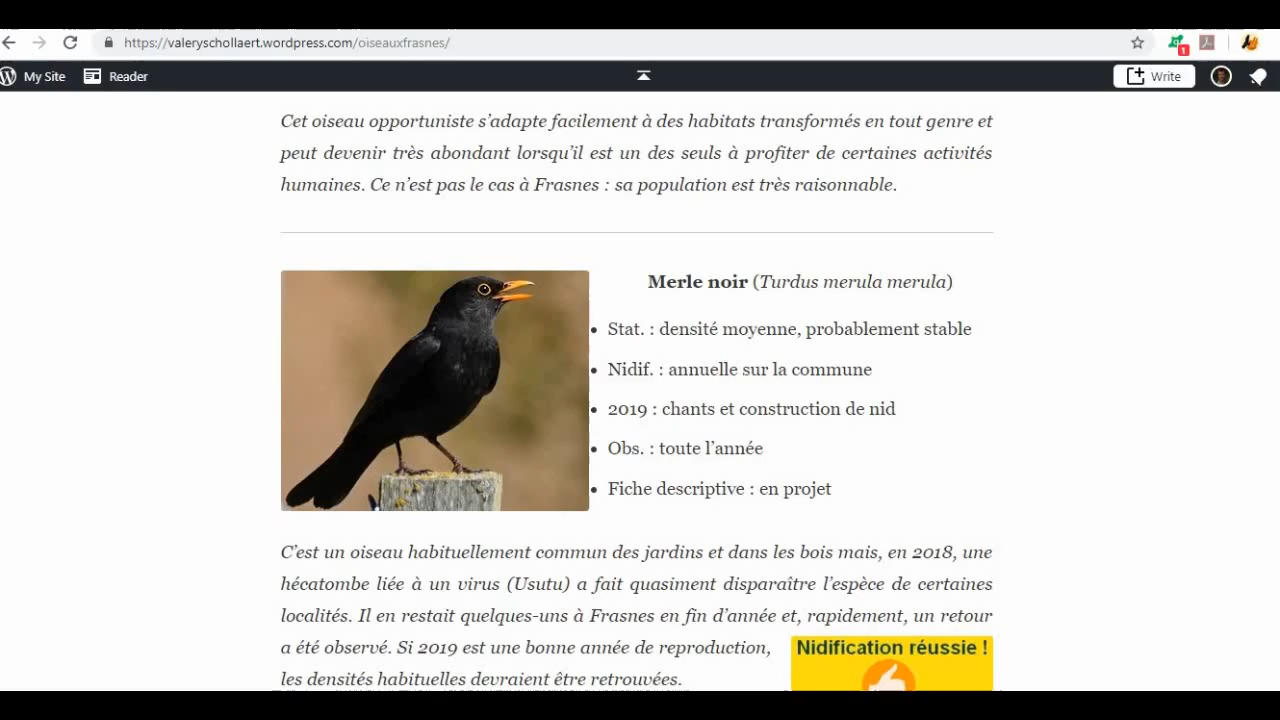 https://valeryschollaert.wordpress.com/oiseauxfrasnes/
1
My Site
Reader
Write
Cet oiseau opportuniste s’adapte facilement à des habitats transformés en tout genre et
peut devenir très abondant lorsqu’il est un des seuls à profiter de certaines activités
humaines. Ce n’est pas le cas à Frasnes : sa population est très raisonnable.
Merle noir (Turdus merula merula)
• Stat. : densité moyenne, probablement stable
• Nidif. : annuelle sur la commune
• 2019 : chants et construction de nid
• Obs. : toute l’année
• Fiche descriptive : en projet
C’est un oiseau habituellement commun des jardins et dans les bois mais, en 2018, une
hécatombe liée à un virus (Usutu) a fait quasiment disparaître l’espèce de certaines
localités. Il en restait quelques-uns à Frasnes en fin d’année et, rapidement, un retour
a été observé. Si 2019 est une bonne année de reproduction,
les densités habituelles devraient être retrouvées.
Nidification réussie !